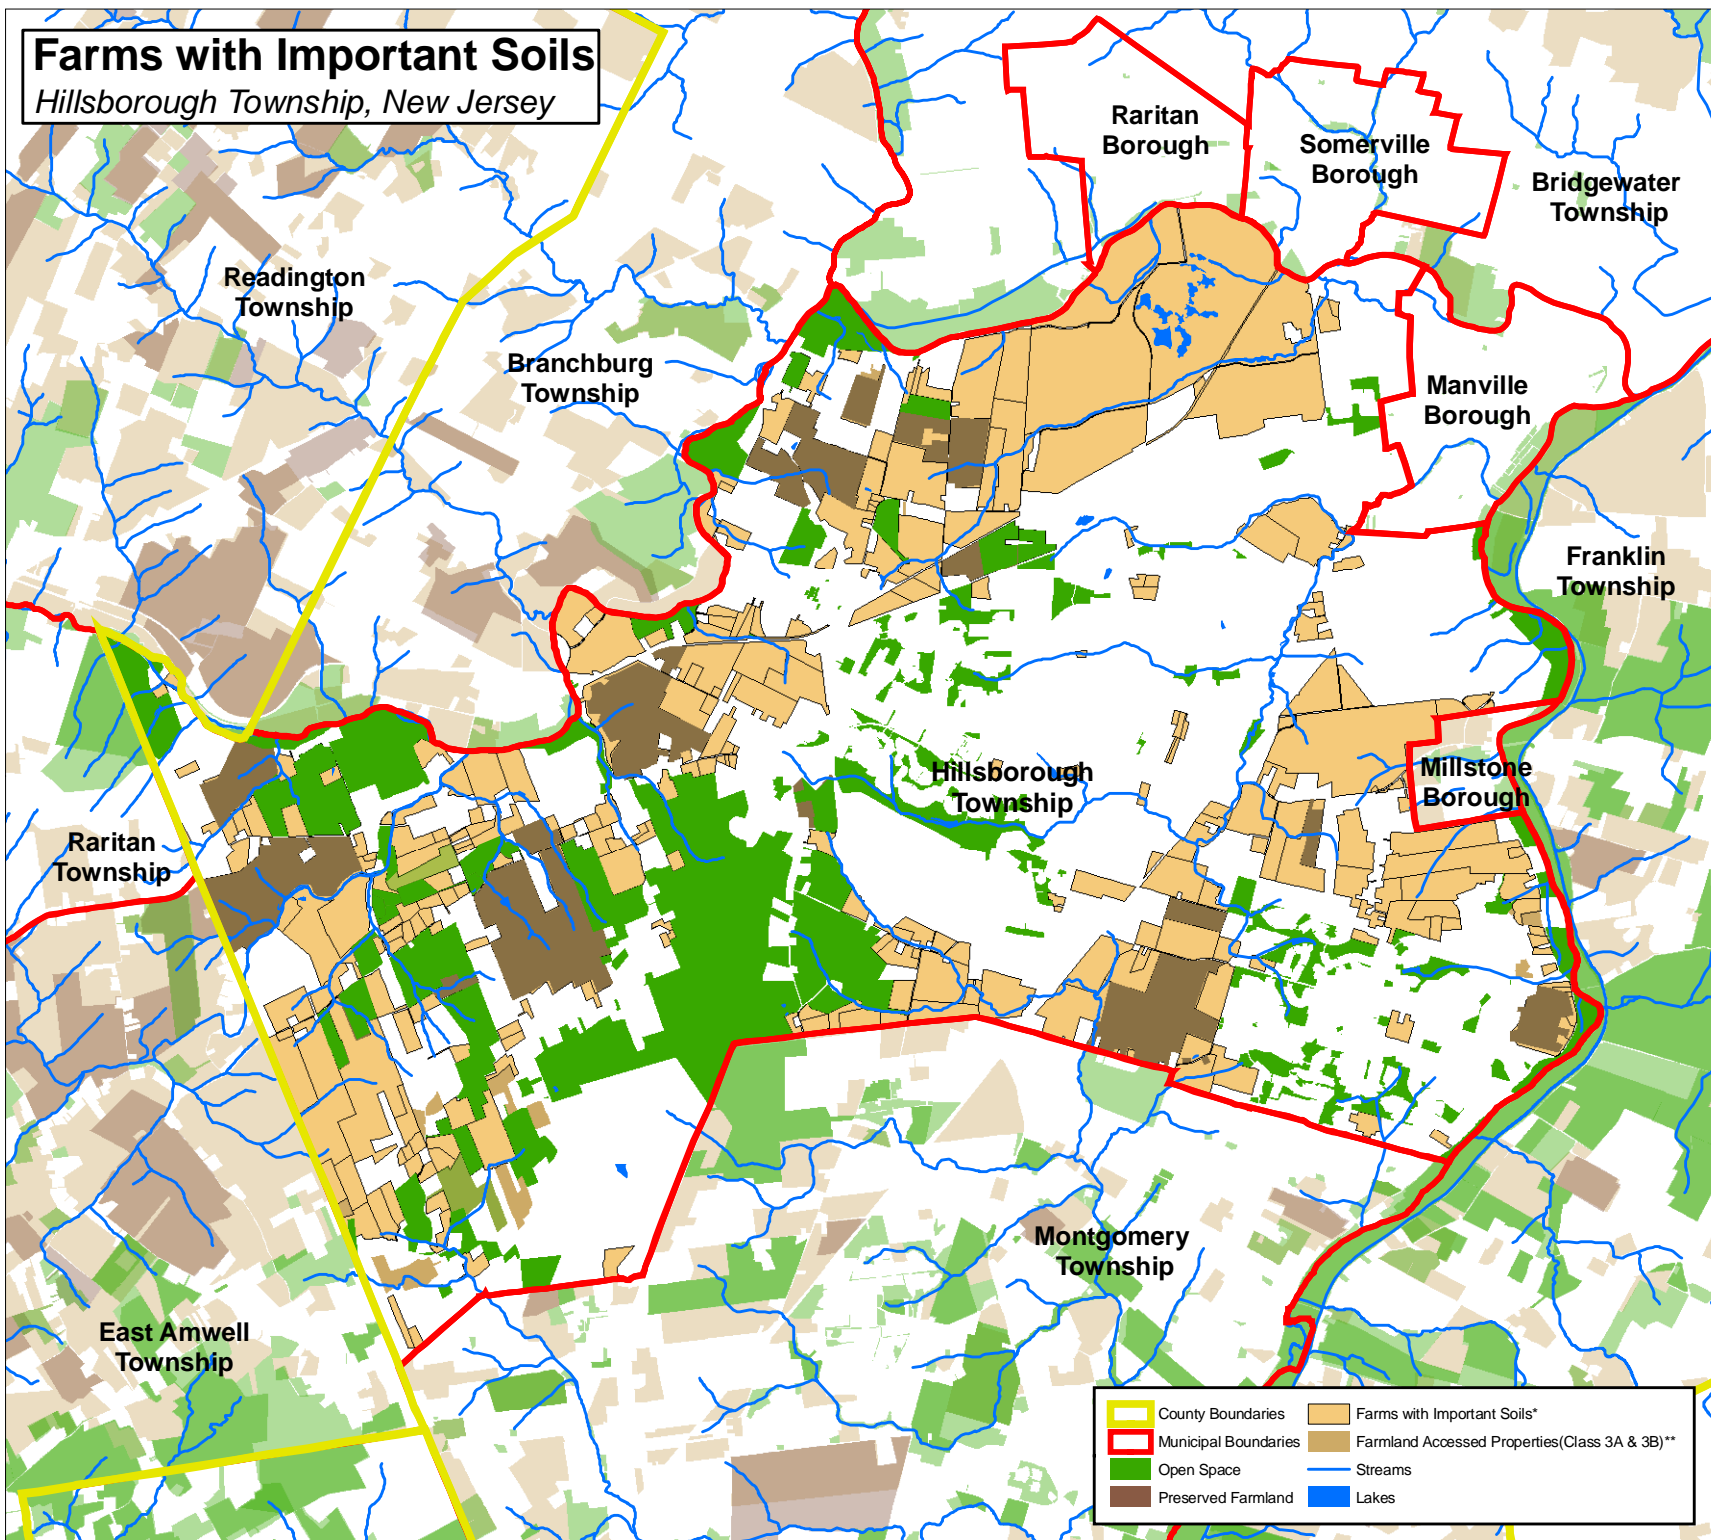 Farms with Important Soils
Hillsborough Township, New Jersey
Raritan
Borough
Somerville
Borough
Bridgewater
Township
Readington
Township
Branchburg
Township
Manville
Borough
Franklin
Township
Hillsborough
Township
Millstone
Borough
Raritan
Township
Montgomery
Township
East Amwell
Township
County Boundaries
Municipal Boundaries
Open Space
Preserved Farmland
Farms with Important Soils*
Farmland Accessed Properties(Class 3A & 3B)**
Streams
Lakes